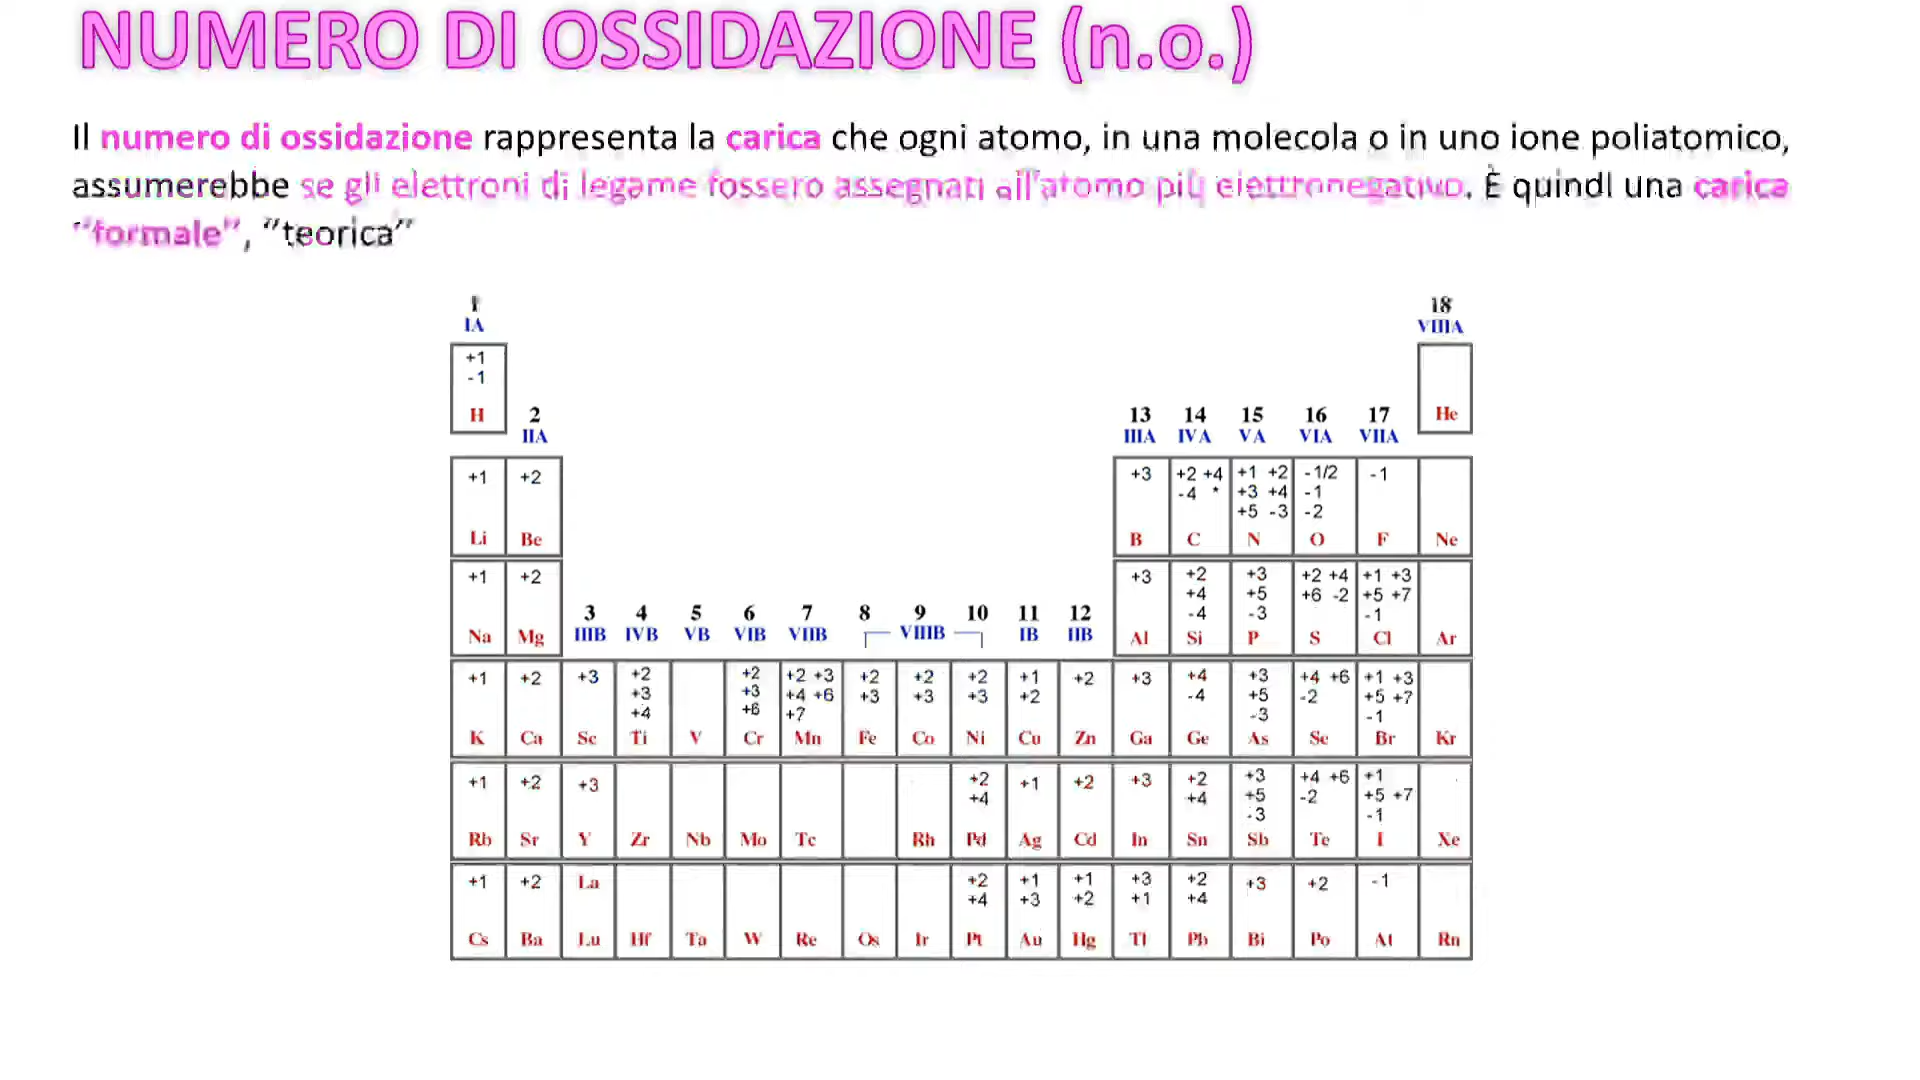 NUMERO DI OSSIDAZIONE (n.o.)
Il numero di ossidazione rappresenta la carica che ogni atomo, in una molecola o in uno ione poliatomico,
assumerebbe se gli elettroni di legame fossero assegnati all'atomo più elettronegativo. È quindi una carica
"formale", "teorica"
1 18
IA VIIIA
+1
-1
H 2 13 14 15 16 17 He
IIA IIIA IVA VA VIA VIIA
+1 +2 +3 +2 +4 +1 +2 -1/2 -1
-4 * +3 +4 -1
+5 -3 -2
Li Be B C N O F Ne
+1 +2 +3 +2 +3 +2 +4 +1 +3
+4 +5 +6 -2 +5 +7
3 4 5 6 7 8 9 10 11 12 -4 -3 -1
Na Mg IIIB IVB VB VIB VIIB VIIIB IB IIB Al Si P S Cl Ar
+1 +2 +3 +2 +2 +2 +3 +2 +2 +2 +1 +2 +3 +4 +3 +4 +6 +1 +3
+3 +3 +4 +6 +3 +3 +3 +2 -4 +5 -2 +5 +7
+4 +6 +7 -3 -1
K Ca Sc Ti V Cr Mn Fe Co Ni Cu Zn Ga Ge As Se Br Kr
+1 +2 +3 +2 +1 +2 +3 +2 +3 +4 +6 +1
+4 +4 +5 -2 +5 +7
-3 -1
Rb Sr Y Zr Nb Mo Tc Rh Pd Ag Cd In Sn Sb Te I Xe
+1 +2 La +2 +1 +1 +3 +2 +3 +2 -1
+4 +3 +2 +1 +4
Cs Ba Lu Hf Ta W Re Os Ir Pt Au Hg Tl Pb Bi Po At Rn